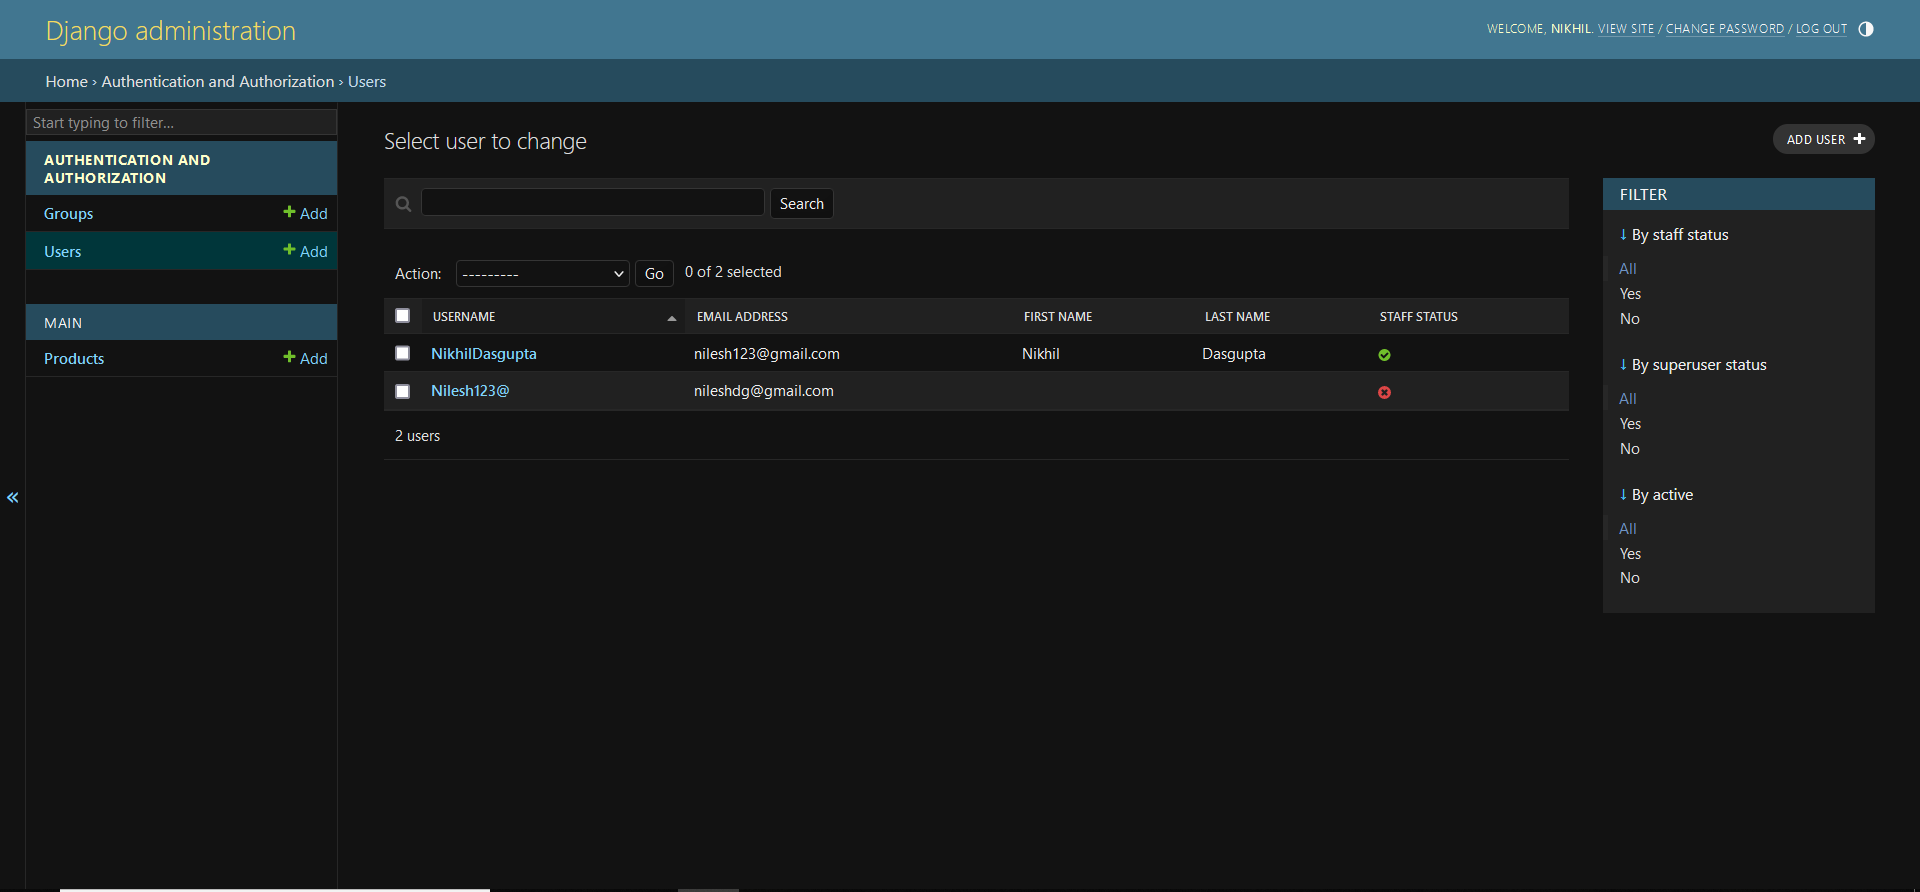 Django administration
WELCOME, NIKHIL. VIEW SITE / CHANGE PASSWORD / LOG OUT
Home › Authentication and Authorization › Users
Start typing to filter...
AUTHENTICATION AND
AUTHORIZATION
Groups + Add
Users + Add
MAIN
Products + Add
«
Select user to change
ADD USER +
Search
Action: --------- Go 0 of 2 selected
USERNAME EMAIL ADDRESS FIRST NAME LAST NAME STAFF STATUS
NikhilDasgupta nilesh123@gmail.com Nikhil Dasgupta
Nilesh123@ nileshdg@gmail.com
2 users
FILTER
↓ By staff status
All
Yes
No
↓ By superuser status
All
Yes
No
↓ By active
All
Yes
No